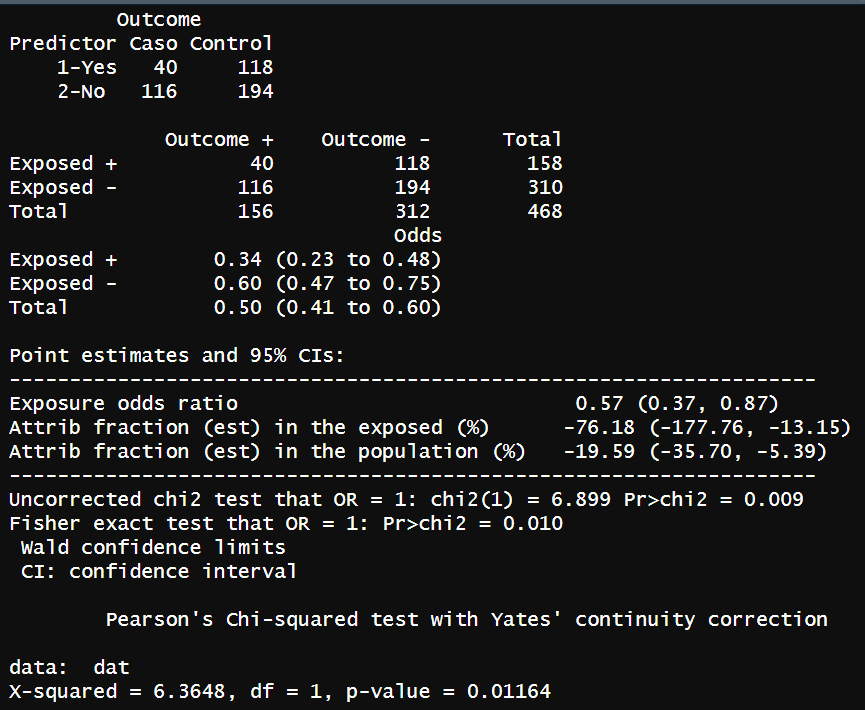 Outcome
Predictor Caso Control
1-Yes 40 118
2-No 116 194
Outcome + Outcome - Total
Exposed + 40 118 158
Exposed - 116 194 310
Total 156 312 468
Odds
Exposed + 0.34 (0.23 to 0.48)
Exposed - 0.60 (0.47 to 0.75)
Total 0.50 (0.41 to 0.60)
Point estimates and 95% CIs:
-------------------------------------------------------------------
Exposure odds ratio 0.57 (0.37, 0.87)
Attrib fraction (est) in the exposed (%) -76.18 (-177.76, -13.15)
Attrib fraction (est) in the population (%) -19.59 (-35.70, -5.39)
-------------------------------------------------------------------
Uncorrected chi2 test that OR = 1: chi2(1) = 6.899 Pr>chi2 = 0.009
Fisher exact test that OR = 1: Pr>chi2 = 0.010
Wald confidence limits
CI: confidence interval
Pearson's Chi-squared test with Yates' continuity correction
data: dat
X-squared = 6.3648, df = 1, p-value = 0.01164